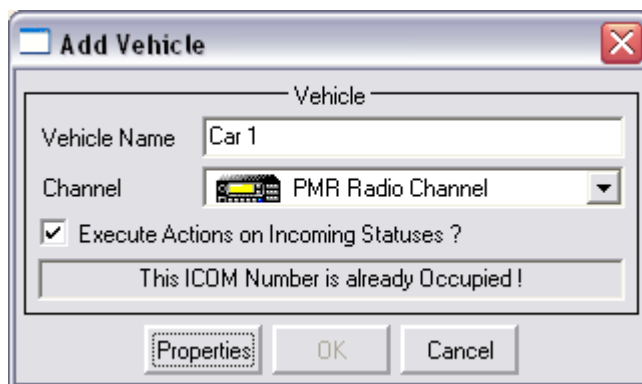 Add Vehicle
Vehicle
Vehicle Name Car 1
Channel PMR Radio Channel
Execute Actions on Incoming Statuses ?
This ICOM Number is already Occupied !
Properties OK Cancel